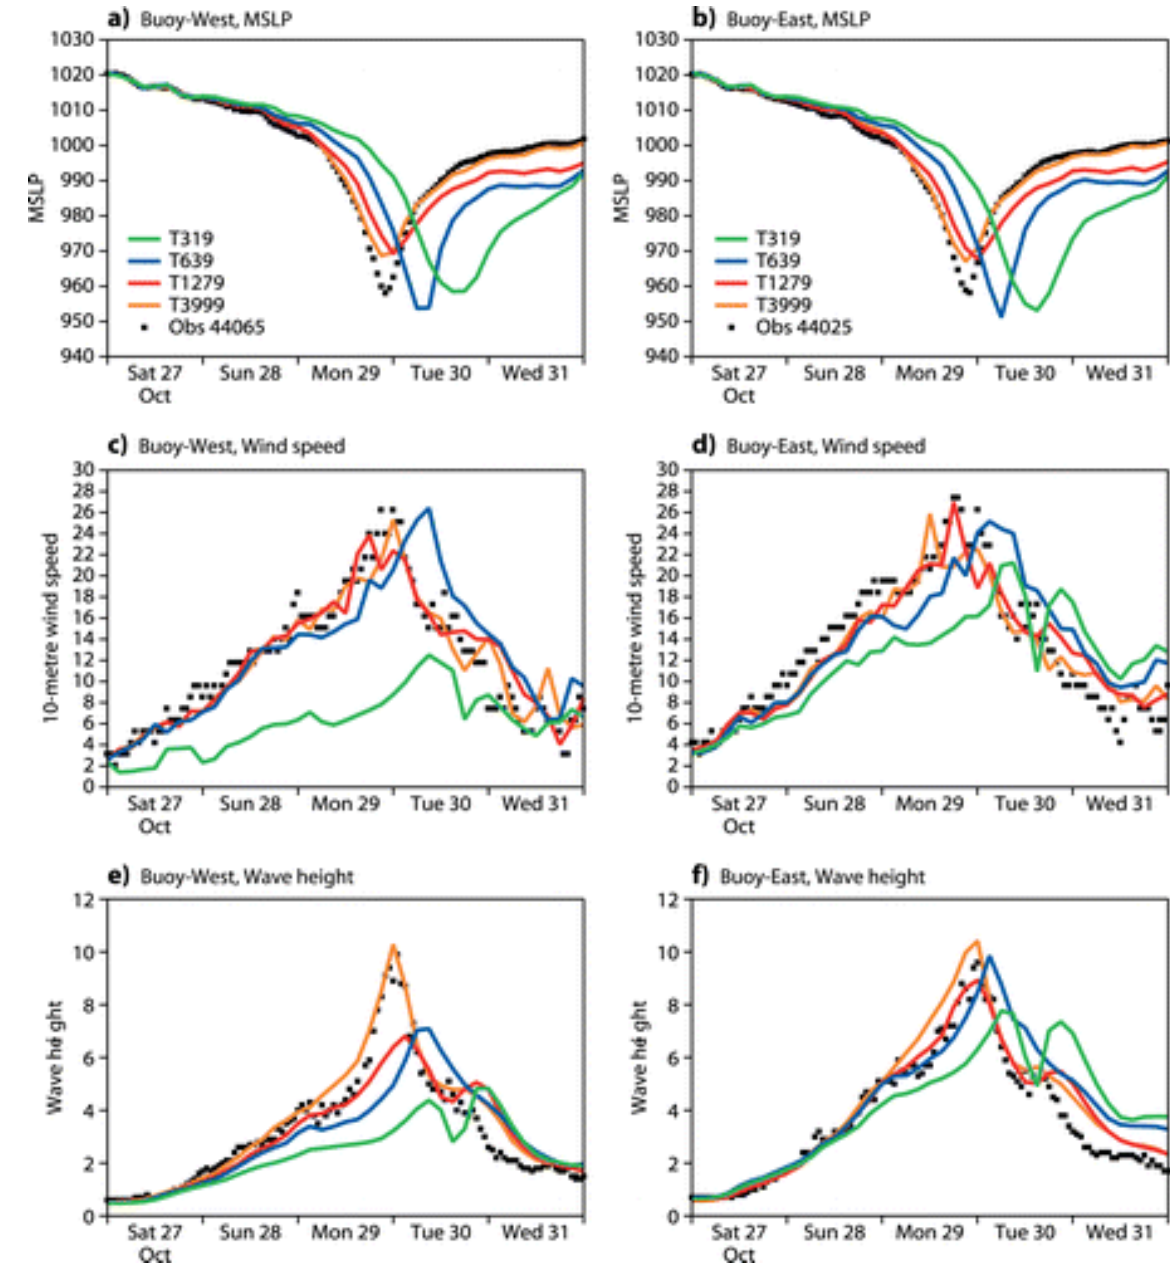 a) Buoy-West, MSLP
1030
1020
1010
1000
990
980
970
960
950
940
MSLP
T319
T639
T1279
T3999
Obs 44065
Sat 27 Sun 28 Mon 29 Tue 30 Wed 31
Oct
b) Buoy-East, MSLP
1030
1020
1010
1000
990
980
970
960
950
940
MSLP
T319
T639
T1279
T3999
Obs 44025
Sat 27 Sun 28 Mon 29 Tue 30 Wed 31
Oct
c) Buoy-West, Wind speed
30
28
26
24
22
20
18
16
14
12
10
8
6
4
2
0
10-metre wind speed
Sat 27 Sun 28 Mon 29 Tue 30 Wed 31
Oct
d) Buoy-East, Wind speed
30
28
26
24
22
20
18
16
14
12
10
8
6
4
2
0
10-metre wind speed
Sat 27 Sun 28 Mon 29 Tue 30 Wed 31
Oct
e) Buoy-West, Wave height
12
10
8
6
4
2
0
Wave height
Sat 27 Sun 28 Mon 29 Tue 30 Wed 31
Oct
f) Buoy-East, Wave height
12
10
8
6
4
2
0
Wave height
Sat 27 Sun 28 Mon 29 Tue 30 Wed 31
Oct